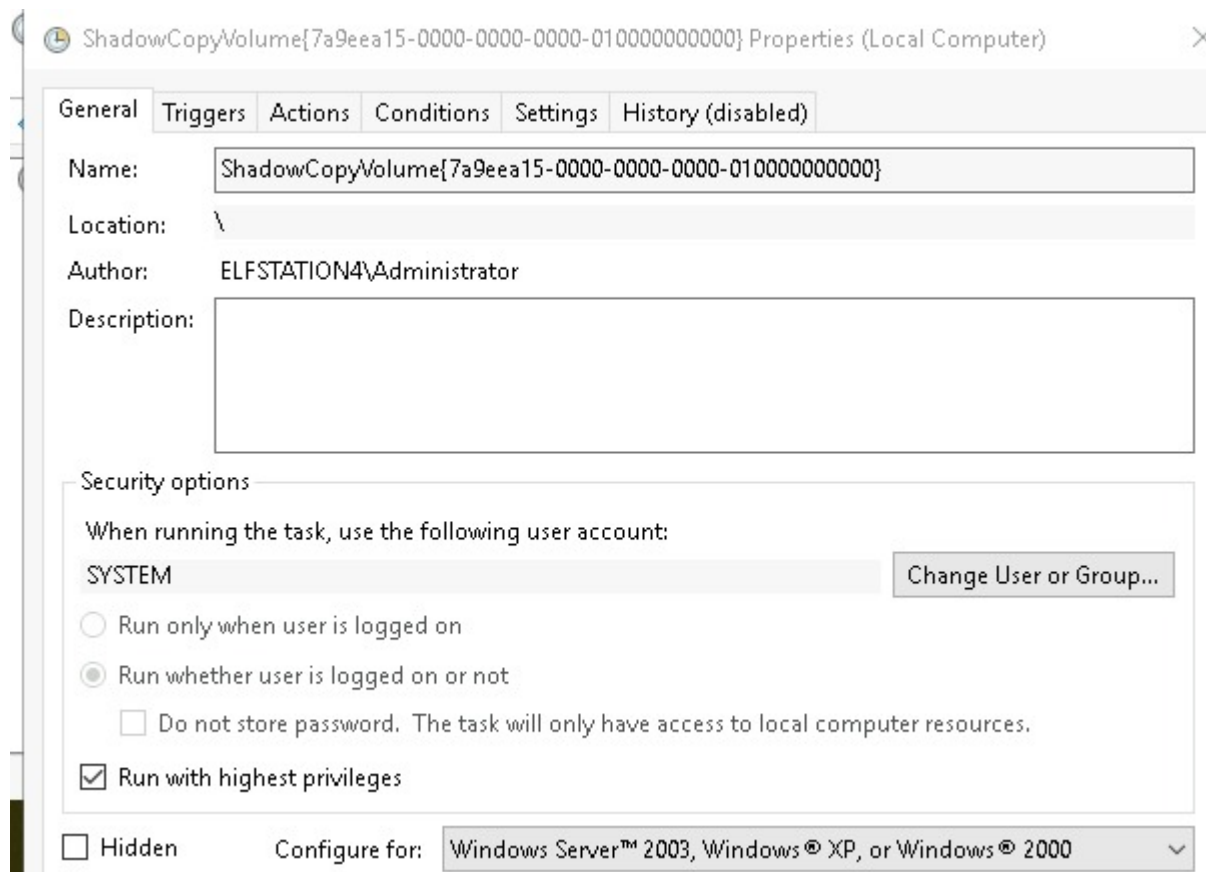 ShadowCopyVolume{7a9eea15-0000-0000-0000-010000000000} Properties (Local Computer)
General Triggers Actions Conditions Settings History (disabled)
Name: ShadowCopyVolume{7a9eea15-0000-0000-0000-010000000000}
Location: \
Author: ELFSTATION4\Administrator
Description:
Security options
When running the task, use the following user account:
SYSTEM Change User or Group...
Run only when user is logged on
Run whether user is logged on or not
Do not store password. The task will only have access to local computer resources.
Run with highest privileges
Hidden Configure for: Windows Server™ 2003, Windows® XP, or Windows® 2000